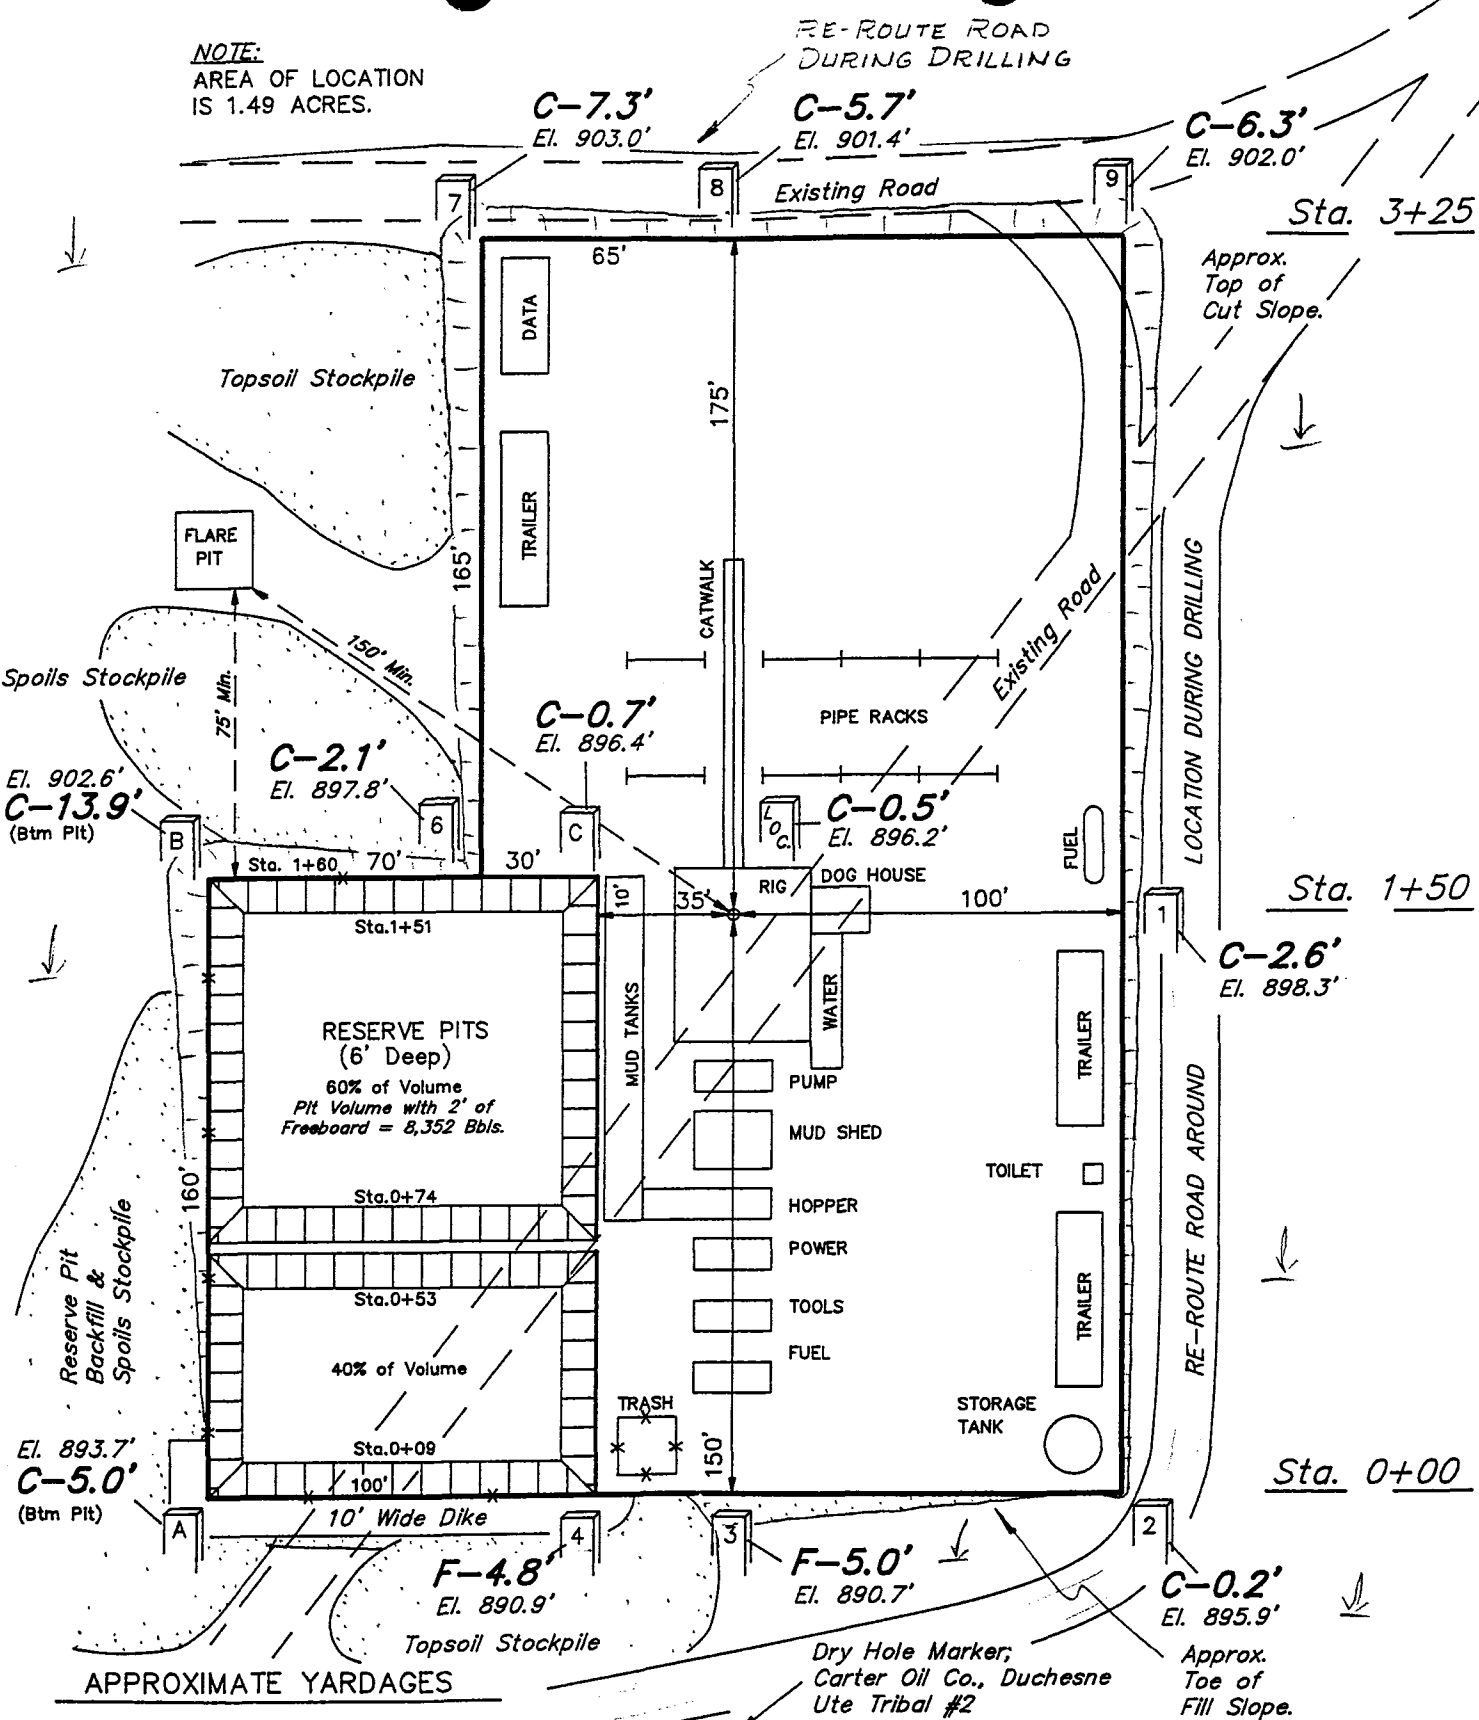 RE-ROUTE ROAD
DURING DRILLING
NOTE:
AREA OF LOCATION
IS 1.49 ACRES.
C-7.3'
El. 903.0'
C-5.7'
El. 901.4'
C-6.3'
El. 902.0'
7
8
9
Existing Road
Sta. 3+25
65'
Approx.
Top of
Cut Slope.
DATA
Topsoil Stockpile
175'
TRAILER
FLARE
PIT
165'
CATWALK
Existing Road
LOCATION DURING DRILLING
150' Min.
Spoils Stockpile
75' Min.
PIPE RACKS
C-0.7'
El. 896.4'
C-2.1'
El. 897.8'
El. 902.6'
C-13.9'
(Btm Pit)
B
6
C
LOC.
C-0.5'
El. 896.2'
FUEL
Sta. 1+60
70'
30'
10'
35'
RIG
DOG HOUSE
100'
Sta. 1+50
1
C-2.6'
El. 898.3'
Sta.1+51
MUD TANKS
WATER
TRAILER
RESERVE PITS
(6' Deep)
60% of Volume
Pit Volume with 2' of
Freeboard = 8,352 Bbls.
PUMP
MUD SHED
TOILET
RE-ROUTE ROAD AROUND
160'
Sta.0+74
HOPPER
POWER
Reserve Pit
Backfill &
Spoils Stockpile
Sta.0+53
TOOLS
TRAILER
40% of Volume
FUEL
TRASH
STORAGE
TANK
El. 893.7'
C-5.0'
(Btm Pit)
Sta.0+09
100'
150'
Sta. 0+00
A
10' Wide Dike
4
3
2
F-4.8'
El. 890.9'
F-5.0'
El. 890.7'
C-0.2'
El. 895.9'
Topsoil Stockpile
Dry Hole Marker;
Carter Oil Co., Duchesne
Ute Tribal #2
Approx.
Toe of
Fill Slope.
APPROXIMATE YARDAGES